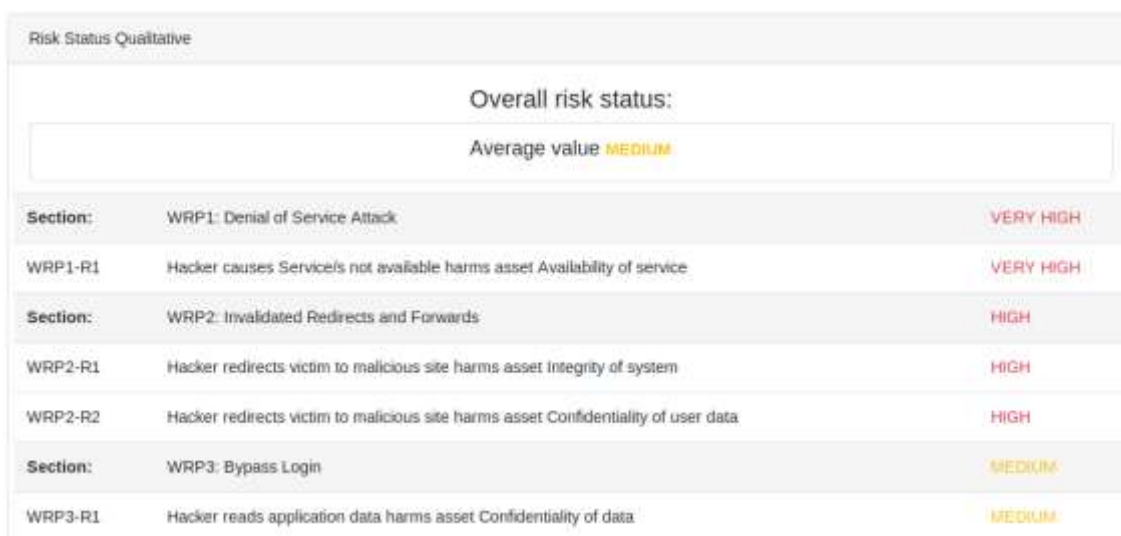 Risk Status Qualitative
Overall risk status:
Average value MEDIUM
Section: WRP1: Denial of Service Attack VERY HIGH
WRP1-R1 Hacker causes Service/s not available harms asset Availability of service VERY HIGH
Section: WRP2: Invalidated Redirects and Forwards HIGH
WRP2-R1 Hacker redirects victim to malicious site harms asset Integrity of system HIGH
WRP2-R2 Hacker redirects victim to malicious site harms asset Confidentiality of user data HIGH
Section: WRP3: Bypass Login MEDIUM
WRP3-R1 Hacker reads application data harms asset Confidentiality of data MEDIUM